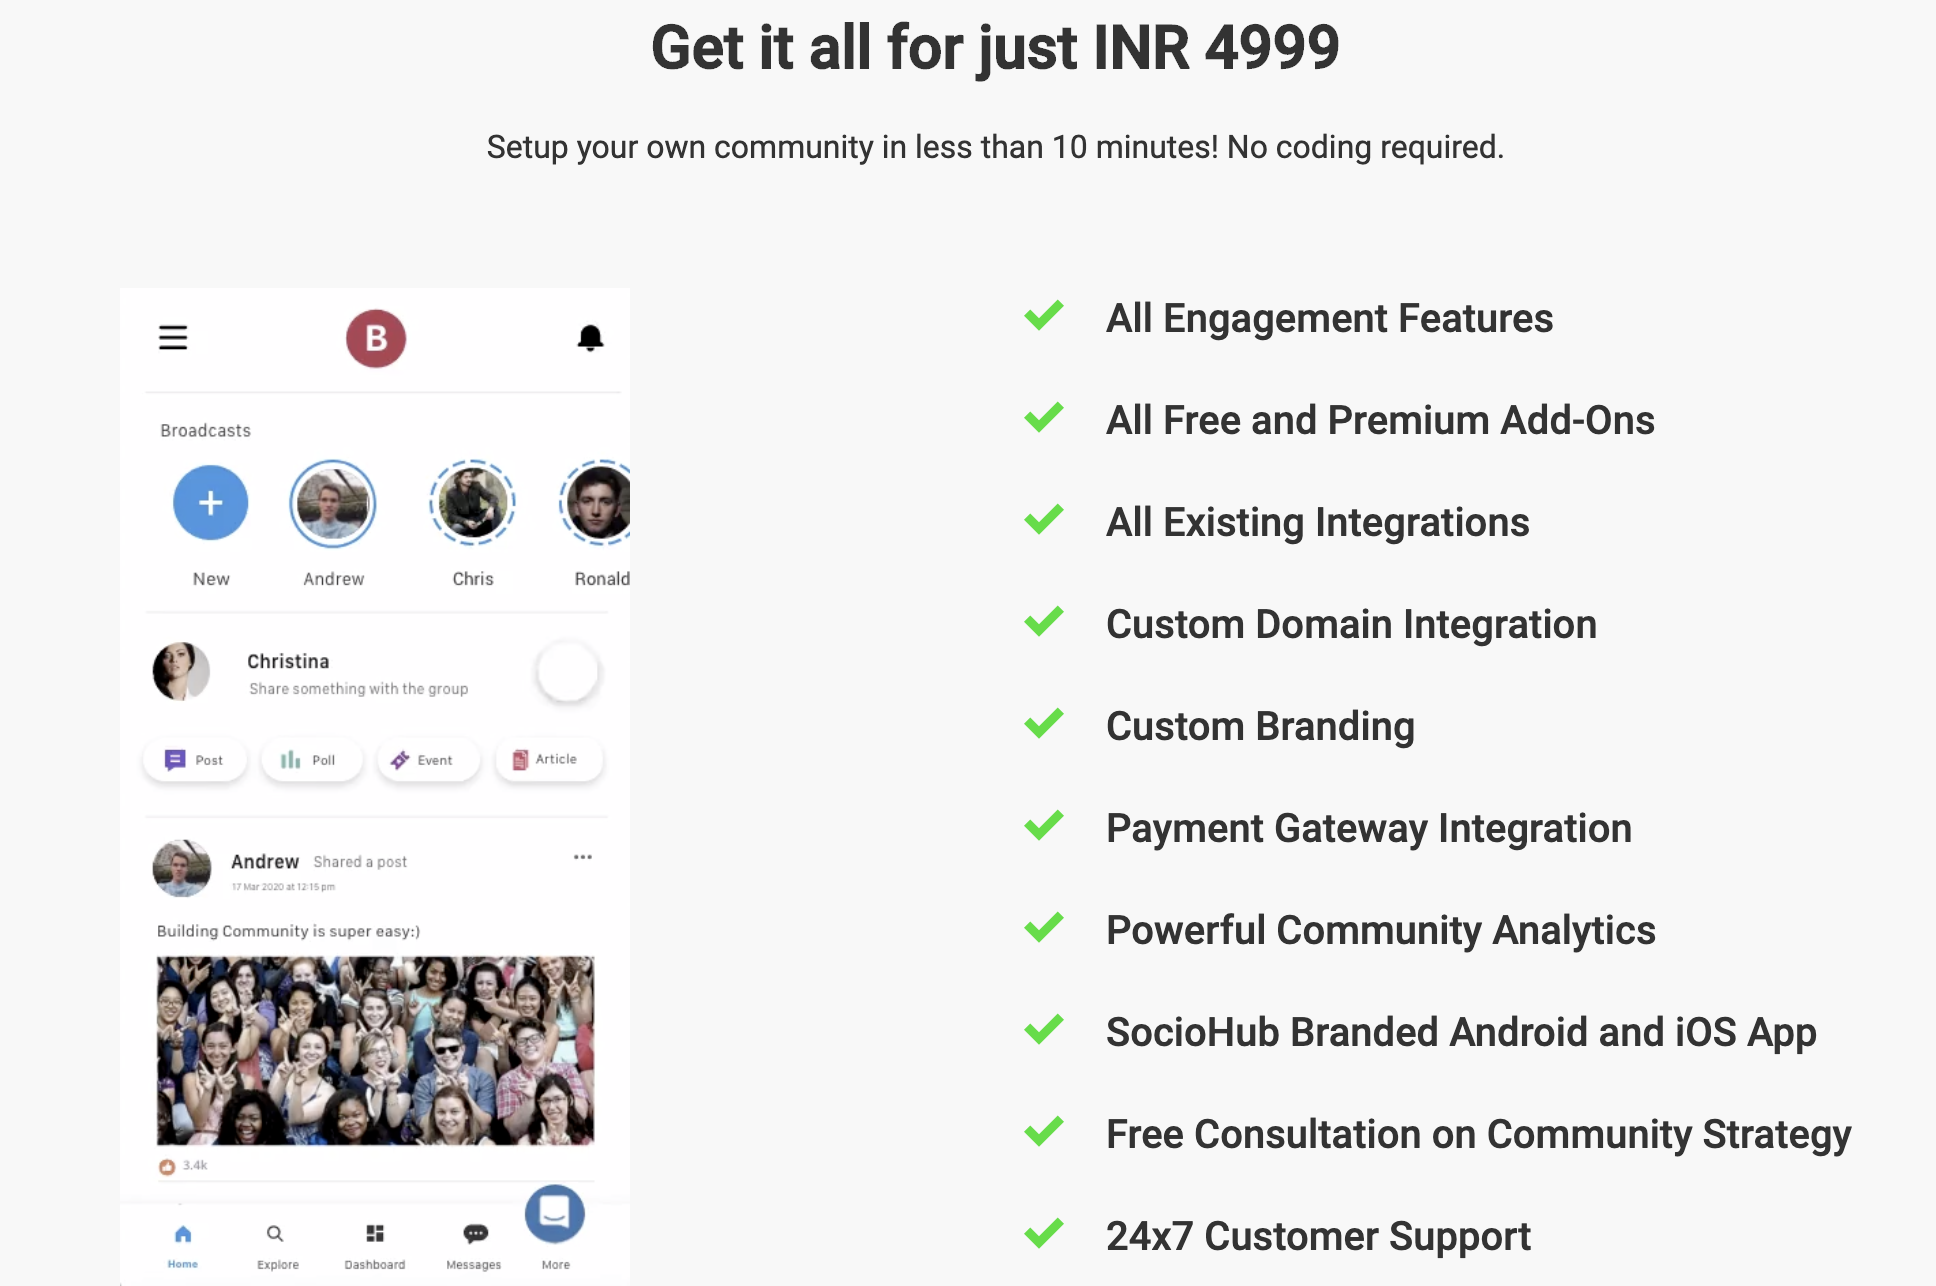 Get it all for just INR 4999
Setup your own community in less than 10 minutes! No coding required.
B
Broadcasts
New
Andrew
Chris
Ronald
Christina
Share something with the group
Post
Poll
Event
Article
Andrew Shared a post
17 Mar 2020 at 12:15 pm
Building Community is super easy:)
3.4k
Home
Explore
Dashboard
Messages
More
All Engagement Features
All Free and Premium Add-Ons
All Existing Integrations
Custom Domain Integration
Custom Branding
Payment Gateway Integration
Powerful Community Analytics
SocioHub Branded Android and iOS App
Free Consultation on Community Strategy
24x7 Customer Support